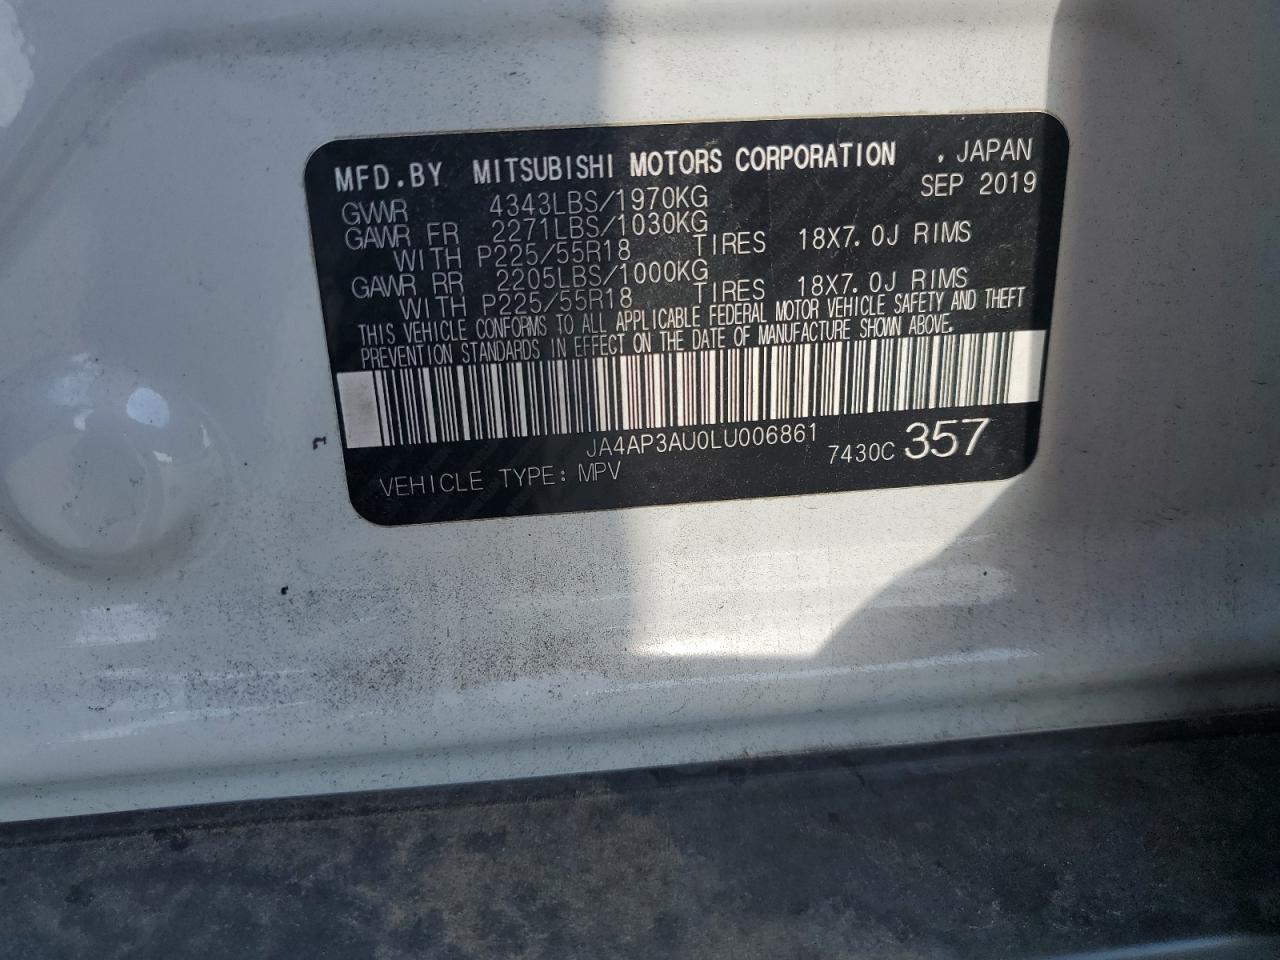 MFD.BY MITSUBISHI MOTORS CORPORATION , JAPAN
SEP 2019
GVWR 4343LBS/1970KG
GAWR FR 2271LBS/1030KG
WITH P225/55R18 TIRES 18X7.0J RIMS
GAWR RR 2205LBS/1000KG
WITH P225/55R18 TIRES 18X7.0J RIMS
THIS VEHICLE CONFORMS TO ALL APPLICABLE FEDERAL MOTOR VEHICLE SAFETY AND THEFT
PREVENTION STANDARDS IN EFFECT ON THE DATE OF MANUFACTURE SHOWN ABOVE.
JA4AP3AU0LU006861
7430C 357
VEHICLE TYPE: MPV